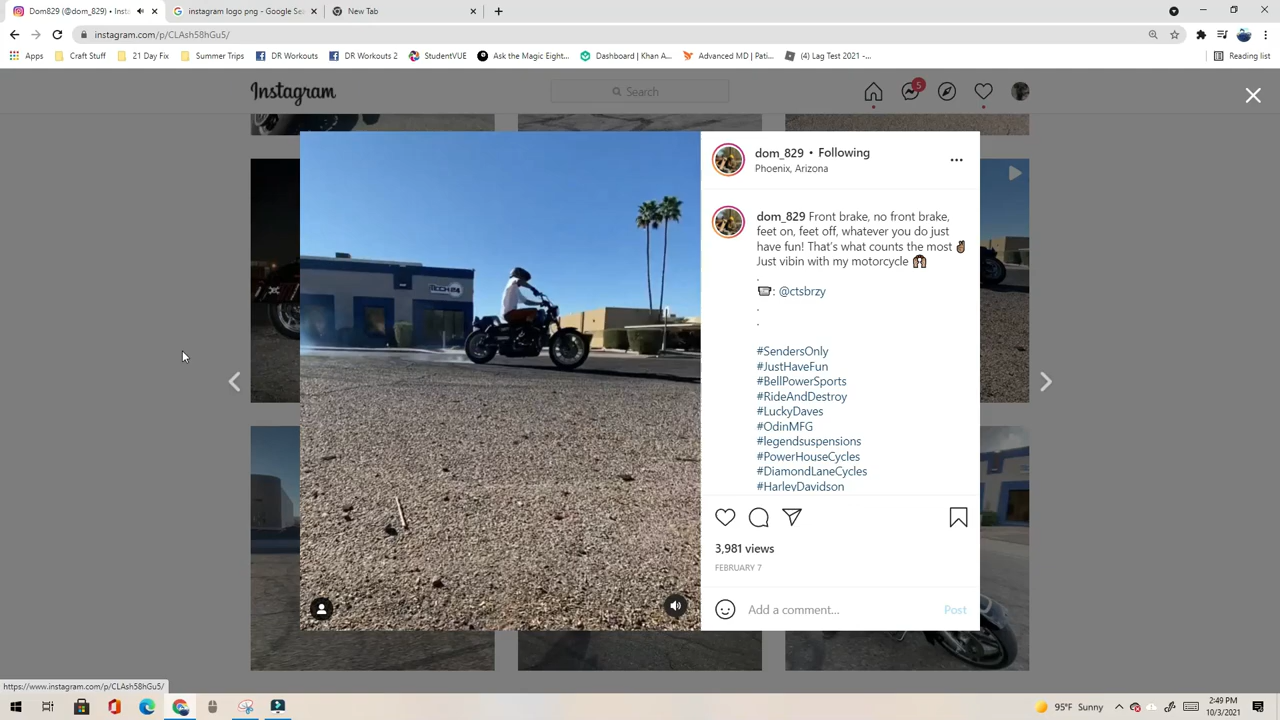 Dom829 (@dom_829) • Insta
instagram logo png - Google Se
New Tab
instagram.com/p/CLAsh58hGu5/
Apps
Craft Stuff
21 Day Fix
Summer Trips
DR Workouts
DR Workouts 2
StudentVUE
Ask the Magic Eight...
Dashboard | Khan A...
Advanced MD | Pati...
(4) Lag Test 2021 -...
Reading list
Instagram
Search
5
dom_829 • Following
Phoenix, Arizona
dom_829 Front brake, no front brake,
feet on, feet off, whatever you do just
have fun! That's what counts the most ✌🏾
Just vibin with my motorcycle
.
: @ctsbrzy
.
.
#SendersOnly
#JustHaveFun
#BellPowerSports
#RideAndDestroy
#LuckyDaves
#OdinMFG
#legendsuspensions
#PowerHouseCycles
#DiamondLaneCycles
#HarleyDavidson
3,981 views
FEBRUARY 7
Add a comment...
Post
https://www.instagram.com/p/CLAsh58hGu5/
95°F Sunny
2:49 PM
10/3/2021